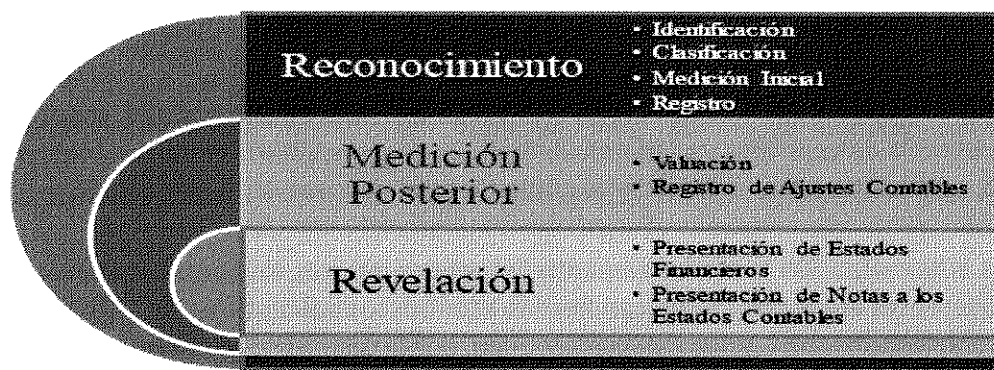 Reconocimiento
• Identificación
• Clasificación
• Medición Inicial
• Registro
Medición
Posterior
• Valuación
• Registro de Ajustes Contables
Revelación
• Presentación de Estados
Financieros
• Presentación de Notas a los
Estados Contables